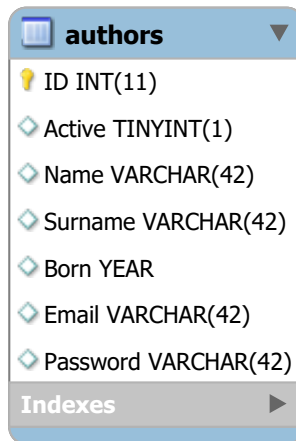 authors
ID INT(11)
Active TINYINT(1)
Name VARCHAR(42)
Surname VARCHAR(42)
Born YEAR
Email VARCHAR(42)
Password VARCHAR(42)
Indexes